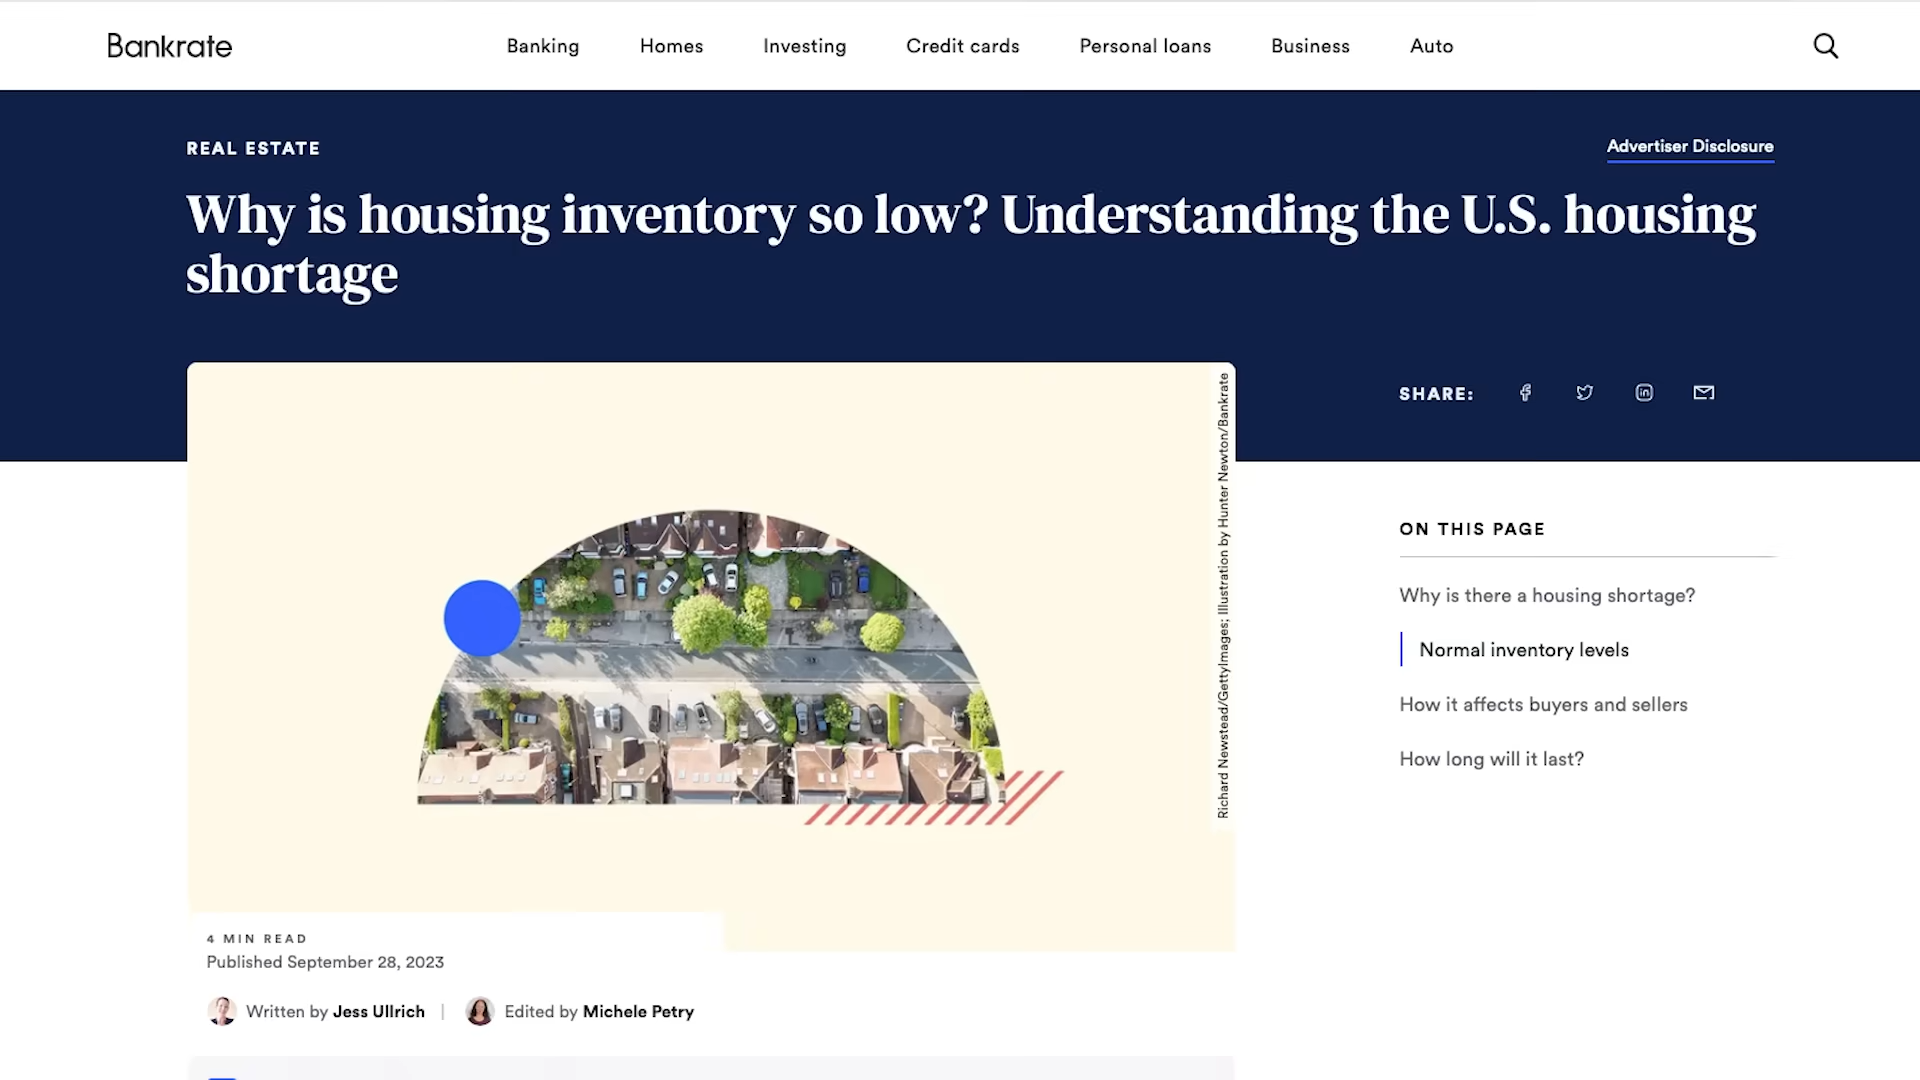 Bankrate
Banking Homes Investing Credit cards Personal loans Business Auto
REAL ESTATE
Advertiser Disclosure
Why is housing inventory so low? Understanding the U.S. housing
shortage
SHARE:
Richard Newstead/GettyImages; Illustration by Hunter Newton/Bankrate
ON THIS PAGE
Why is there a housing shortage?
Normal inventory levels
How it affects buyers and sellers
How long will it last?
4 MIN READ
Published September 28, 2023
Written by Jess Ullrich | Edited by Michele Petry